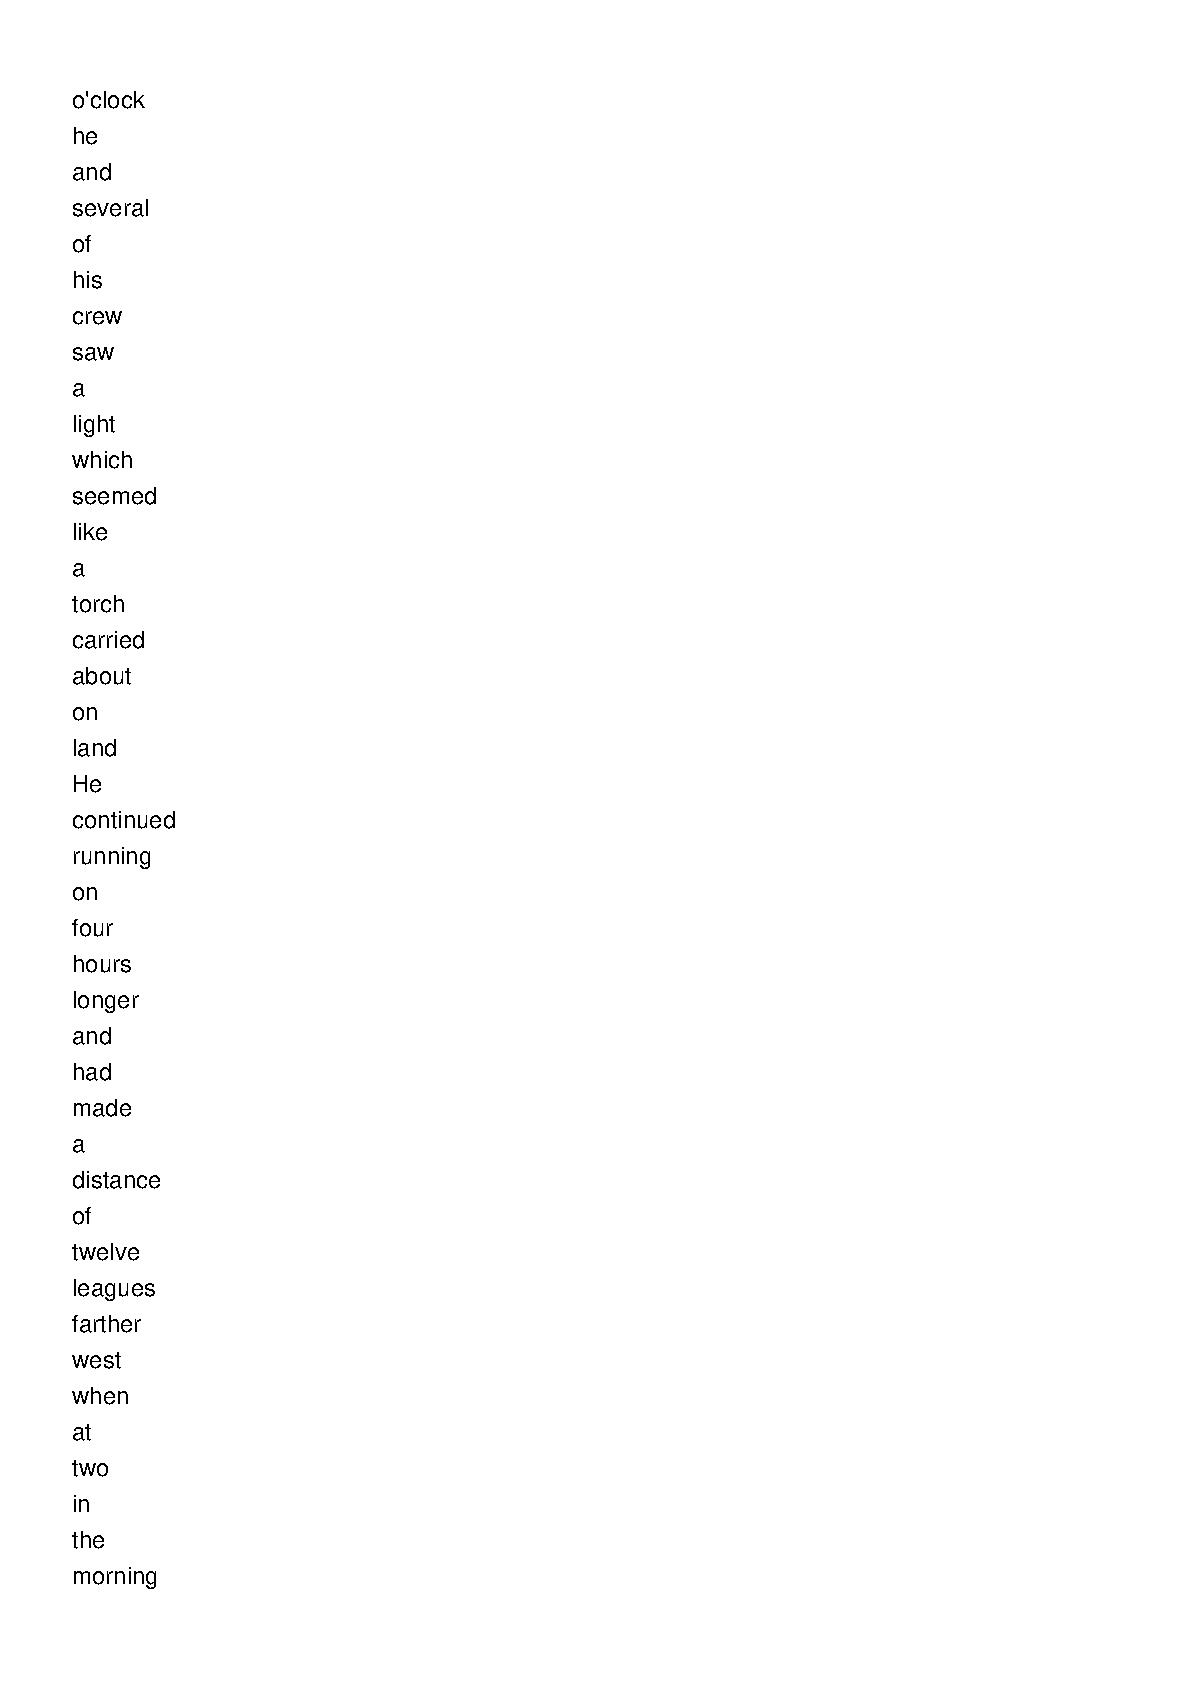 o'clock
he
and
several
of
his
crew
saw
a
light
which
seemed
like
a
torch
carried
about
on
land
He
continued
running
on
four
hours
longer
and
had
made
a
distance
of
twelve
leagues
farther
west
when
at
two
in
the
morning